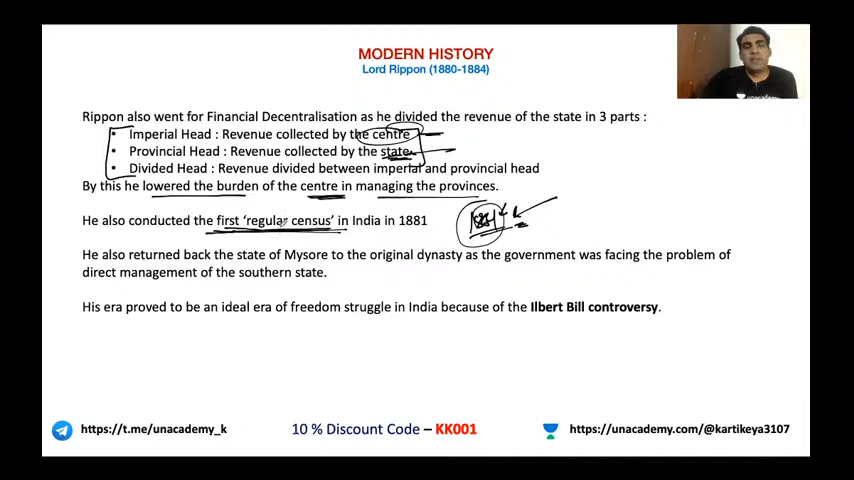 MODERN HISTORY
Lord Rippon (1880-1884)
unacademy
Rippon also went for Financial Decentralisation as he divided the revenue of the state in 3 parts :
• Imperial Head : Revenue collected by the centre
• Provincial Head : Revenue collected by the state
• Divided Head : Revenue divided between imperial and provincial head
By this he lowered the burden of the centre in managing the provinces.
He also conducted the first ‘regular census’ in India in 1881
He also returned back the state of Mysore to the original dynasty as the government was facing the problem of
direct management of the southern state.
His era proved to be an ideal era of freedom struggle in India because of the Ilbert Bill controversy.
https://t.me/unacademy_k
10 % Discount Code – KK001
https://unacademy.com/@kartikeya3107